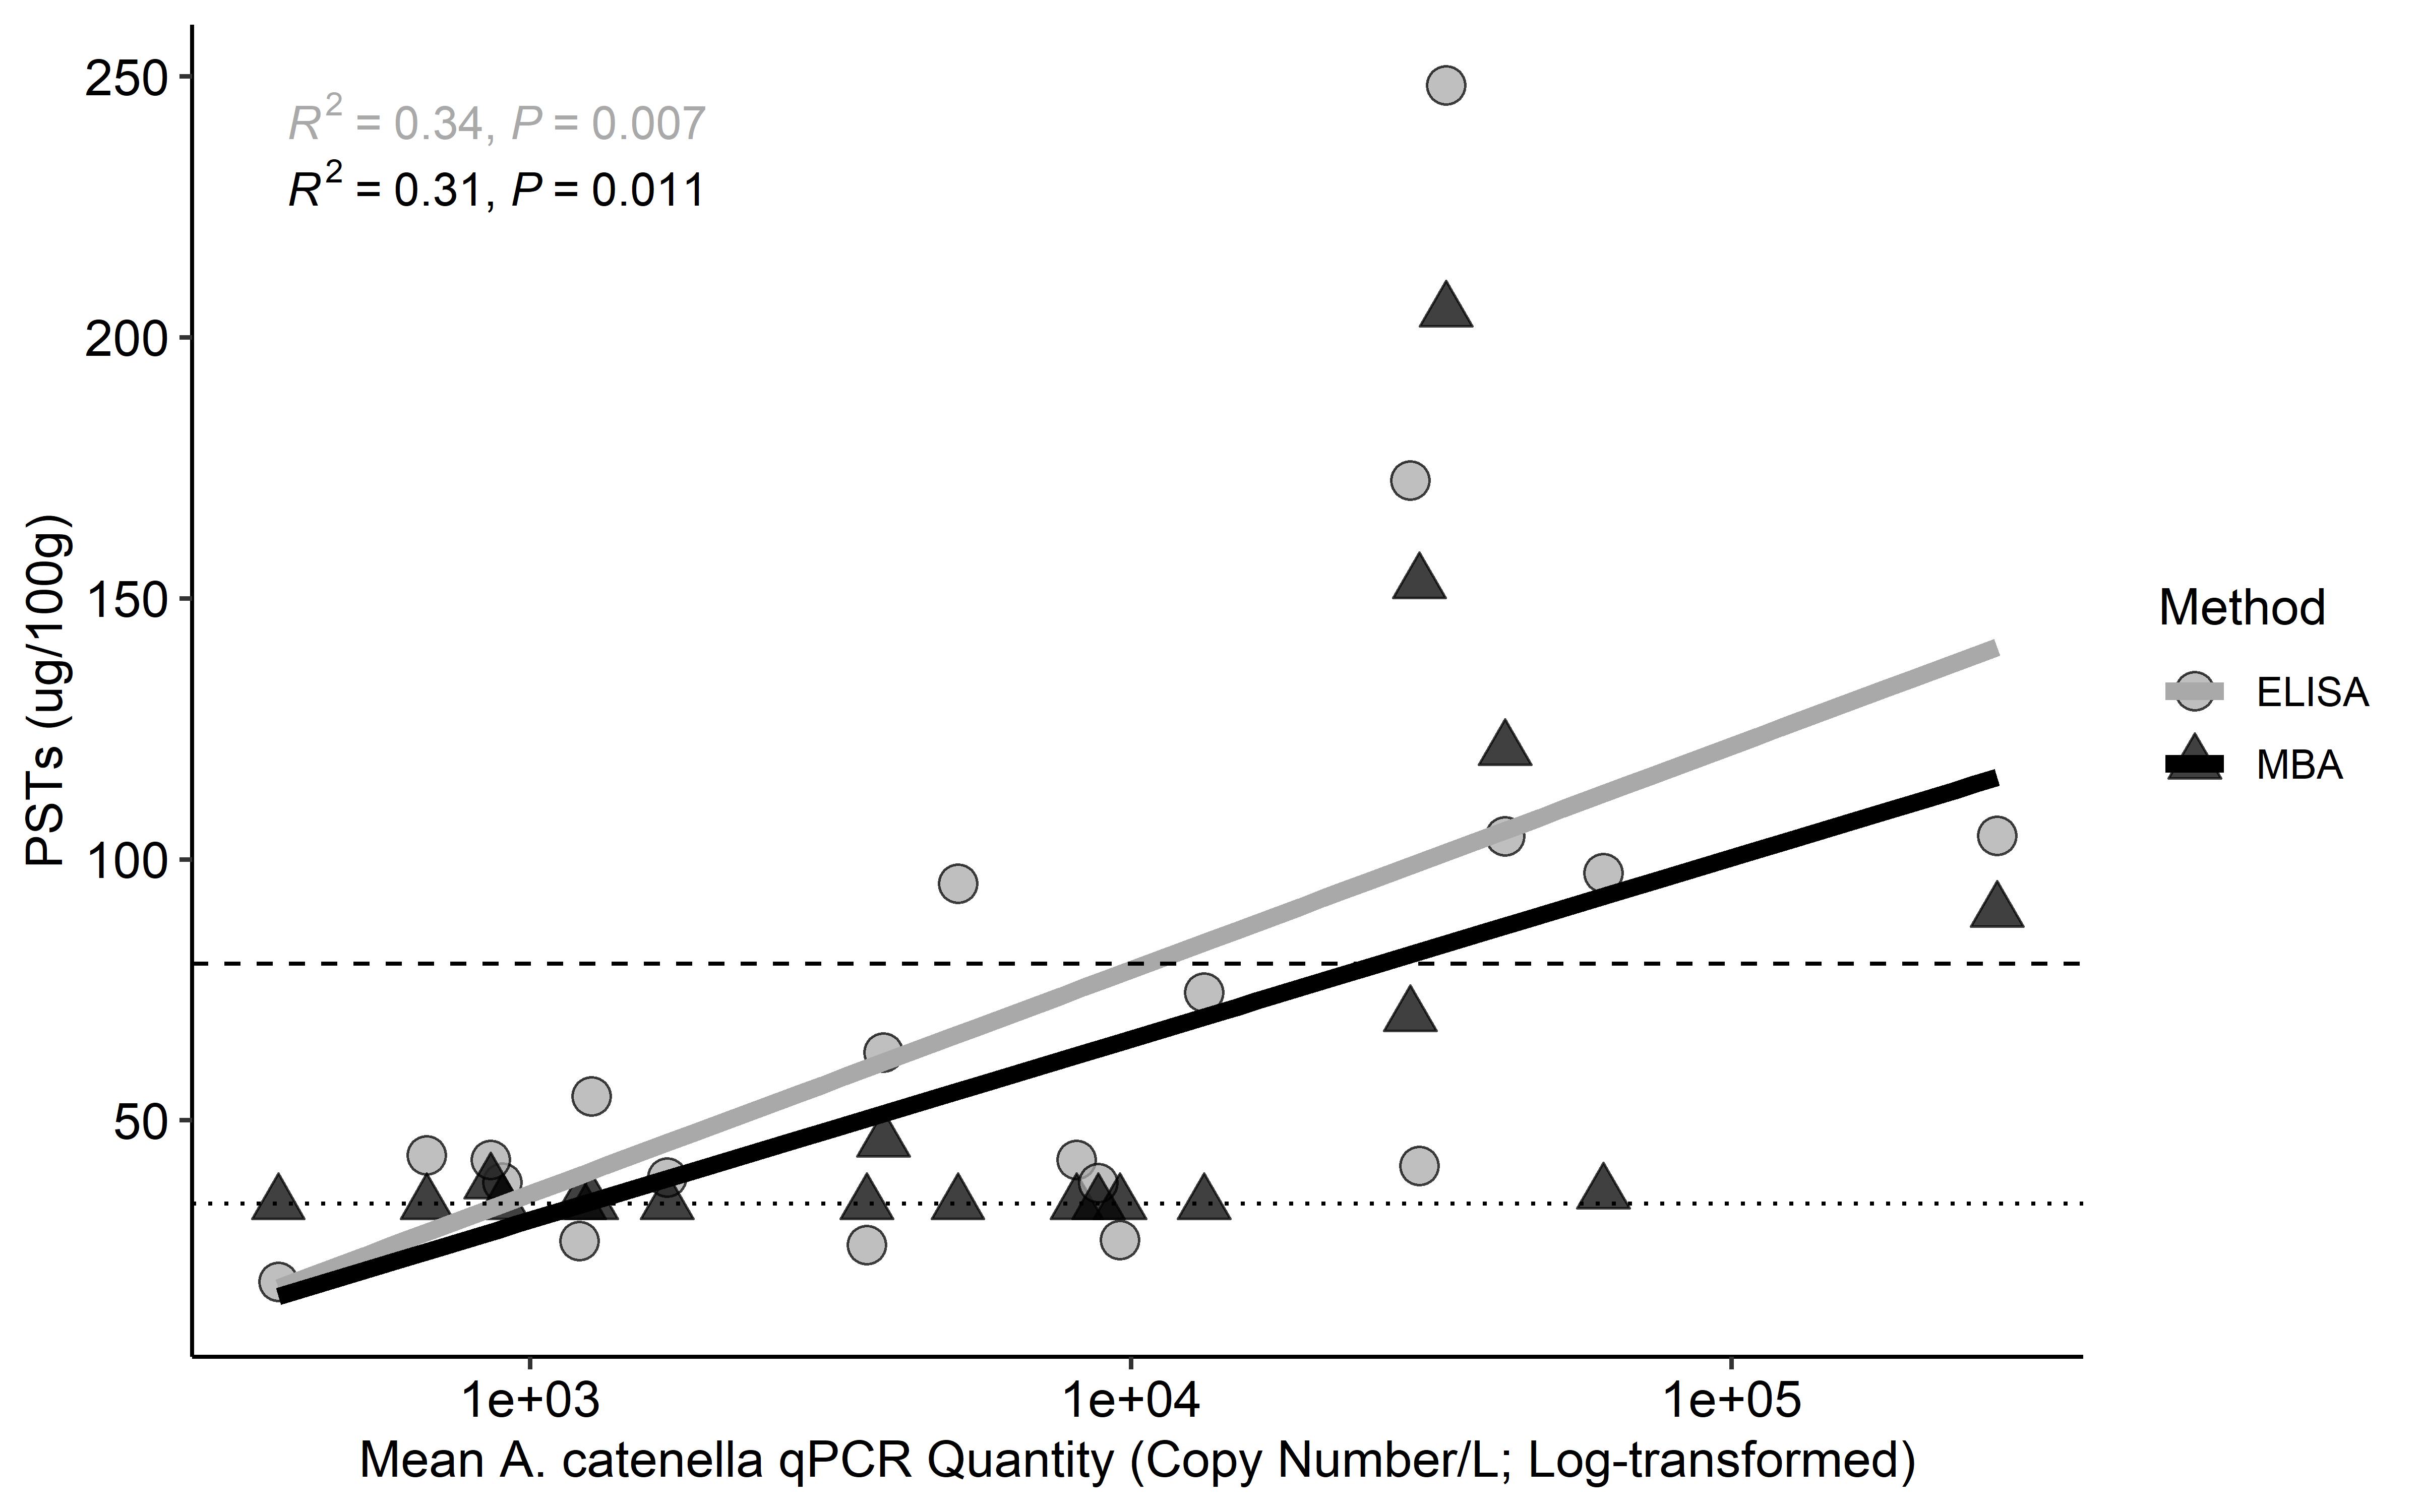 250
200
150
100
50
PSTs (ug/100g)
R² = 0.34, P = 0.007
R² = 0.31, P = 0.011
Method
ELISA
MBA
1e+03 1e+04 1e+05
Mean A. catenella qPCR Quantity (Copy Number/L; Log-transformed)